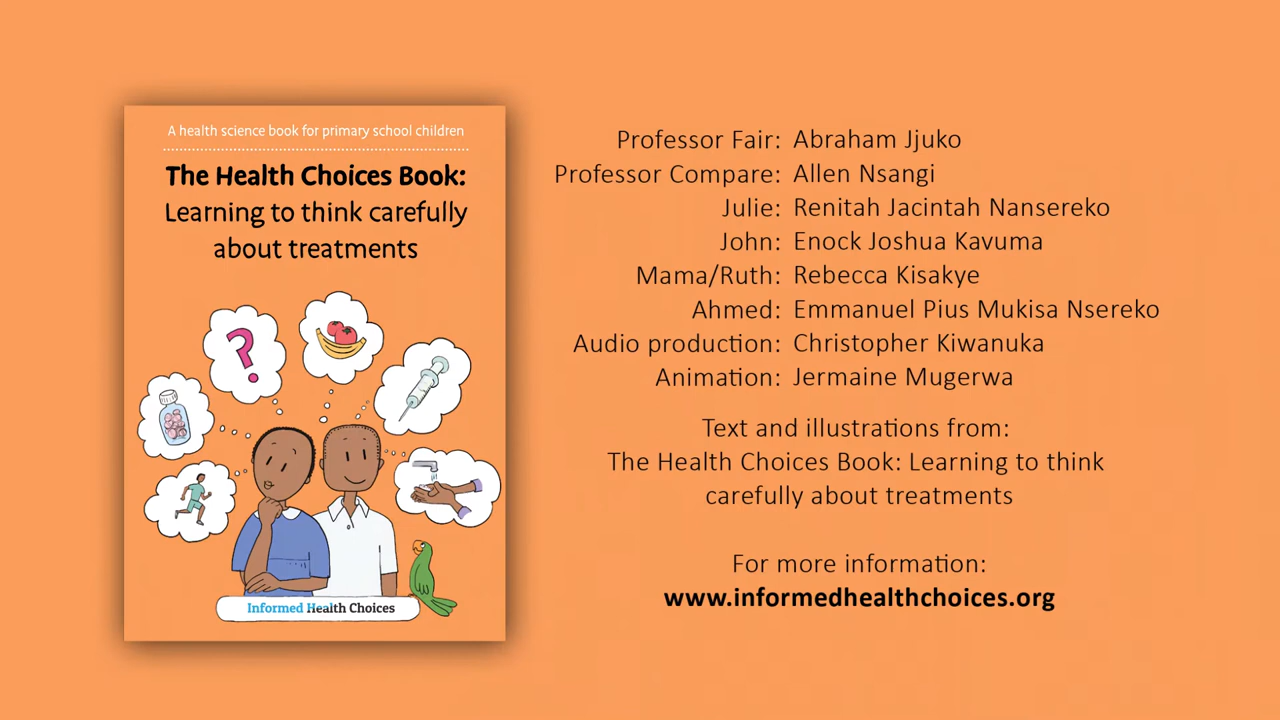 A health science book for primary school children
The Health Choices Book:
Learning to think carefully
about treatments
?
Informed Health Choices
Professor Fair: Abraham Jjuko
Professor Compare: Allen Nsangi
Julie: Renitah Jacintah Nansereko
John: Enock Joshua Kavuma
Mama/Ruth: Rebecca Kisakye
Ahmed: Emmanuel Pius Mukisa Nsereko
Audio production: Christopher Kiwanuka
Animation: Jermaine Mugerwa
Text and illustrations from:
The Health Choices Book: Learning to think
carefully about treatments
For more information:
www.informedhealthchoices.org